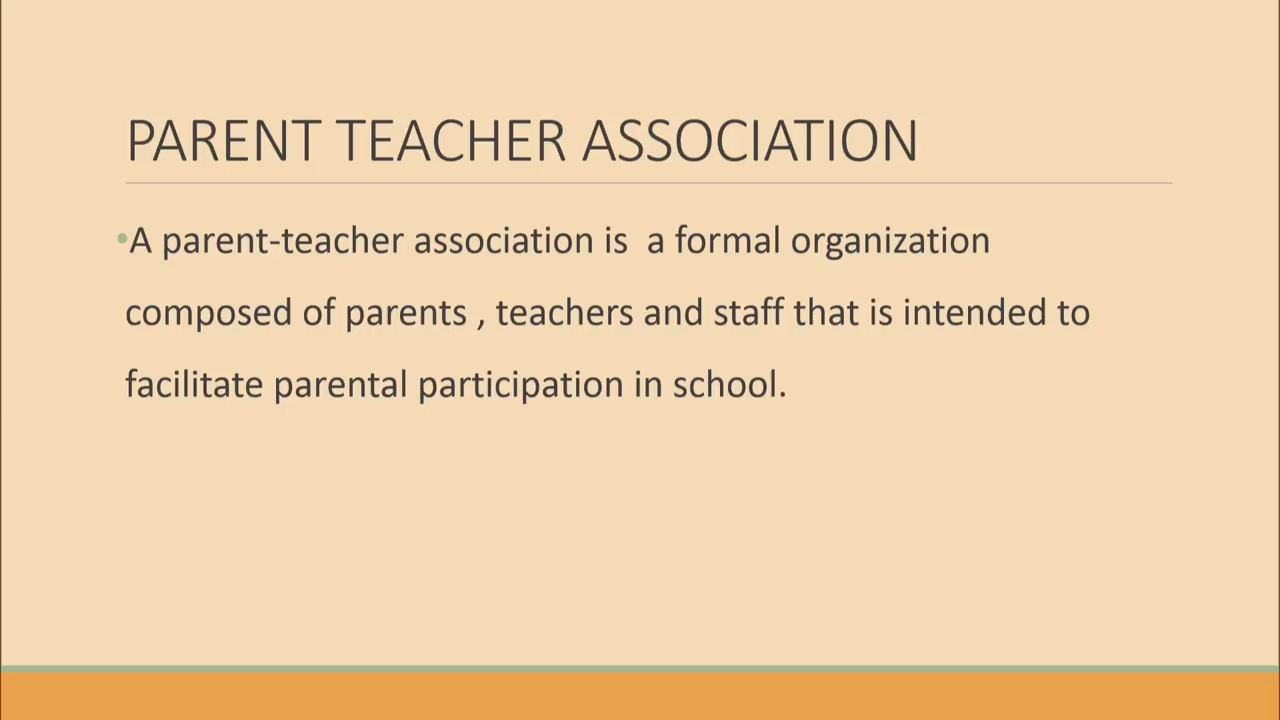 PARENT TEACHER ASSOCIATION
•A parent-teacher association is  a formal organization
composed of parents , teachers and staff that is intended to
facilitate parental participation in school.